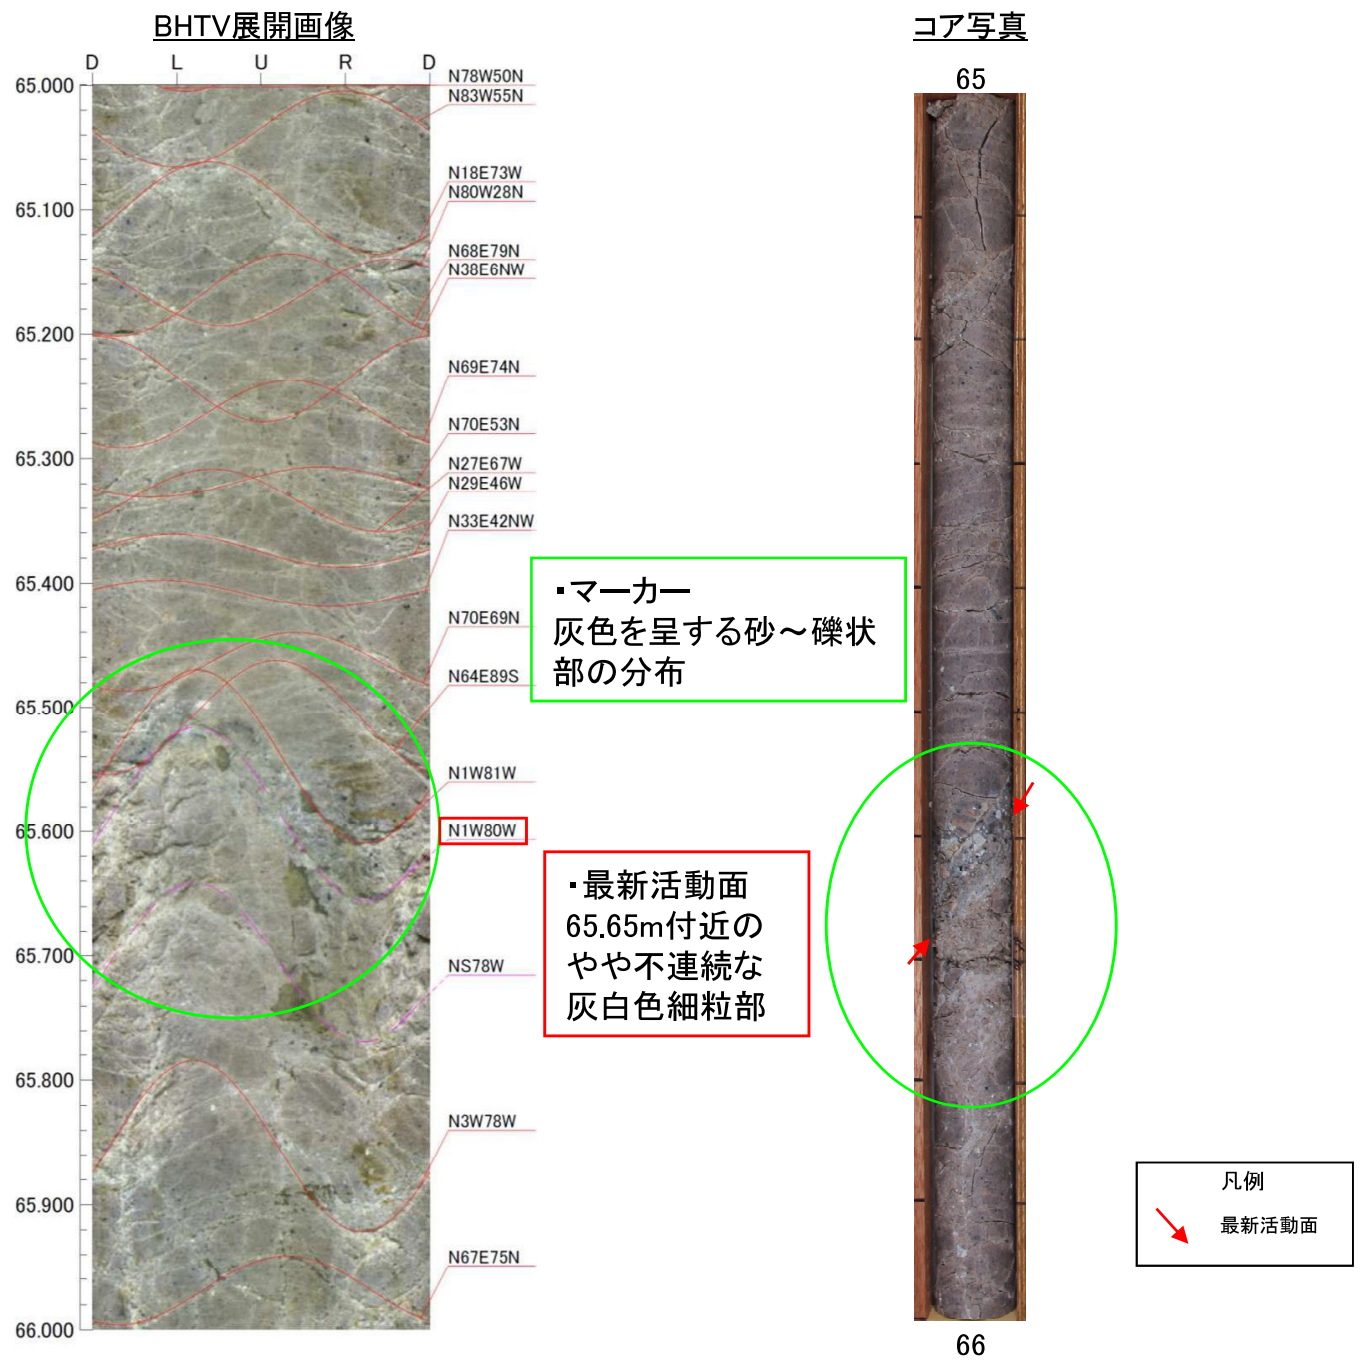 BHTV展開画像
コア写真
D L U R D
65
65.000
65.100
65.200
65.300
65.400
65.500
65.600
65.700
65.800
65.900
66.000
N78W50N
N83W55N
N18E73W
N80W28N
N68E79N
N38E6NW
N69E74N
N70E53N
N27E67W
N29E46W
N33E42NW
N70E69N
N64E89S
N1W81W
N1W80W
NS78W
N3W78W
N67E75N
・マーカー
灰色を呈する砂～礫状
部の分布
・最新活動面
65.65m付近の
やや不連続な
灰白色細粒部
凡例
最新活動面
66